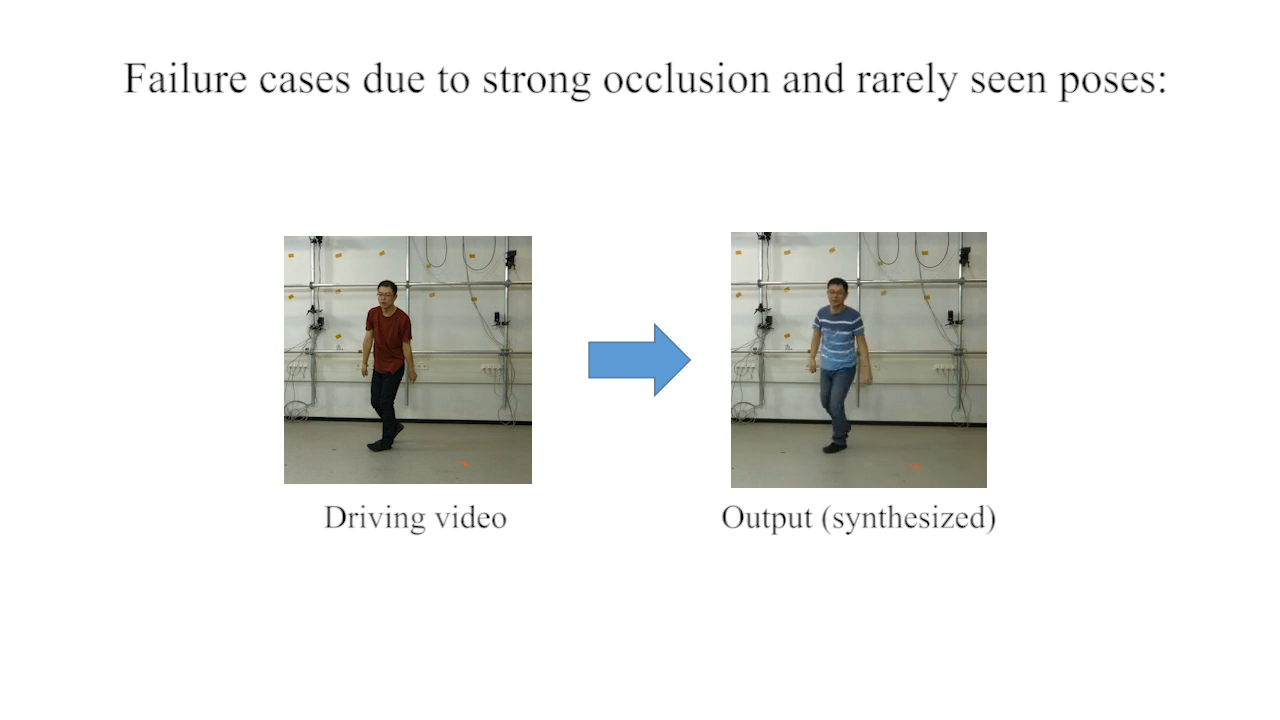 Failure cases due to strong occlusion and rarely seen poses:
Driving video
Output (synthesized)